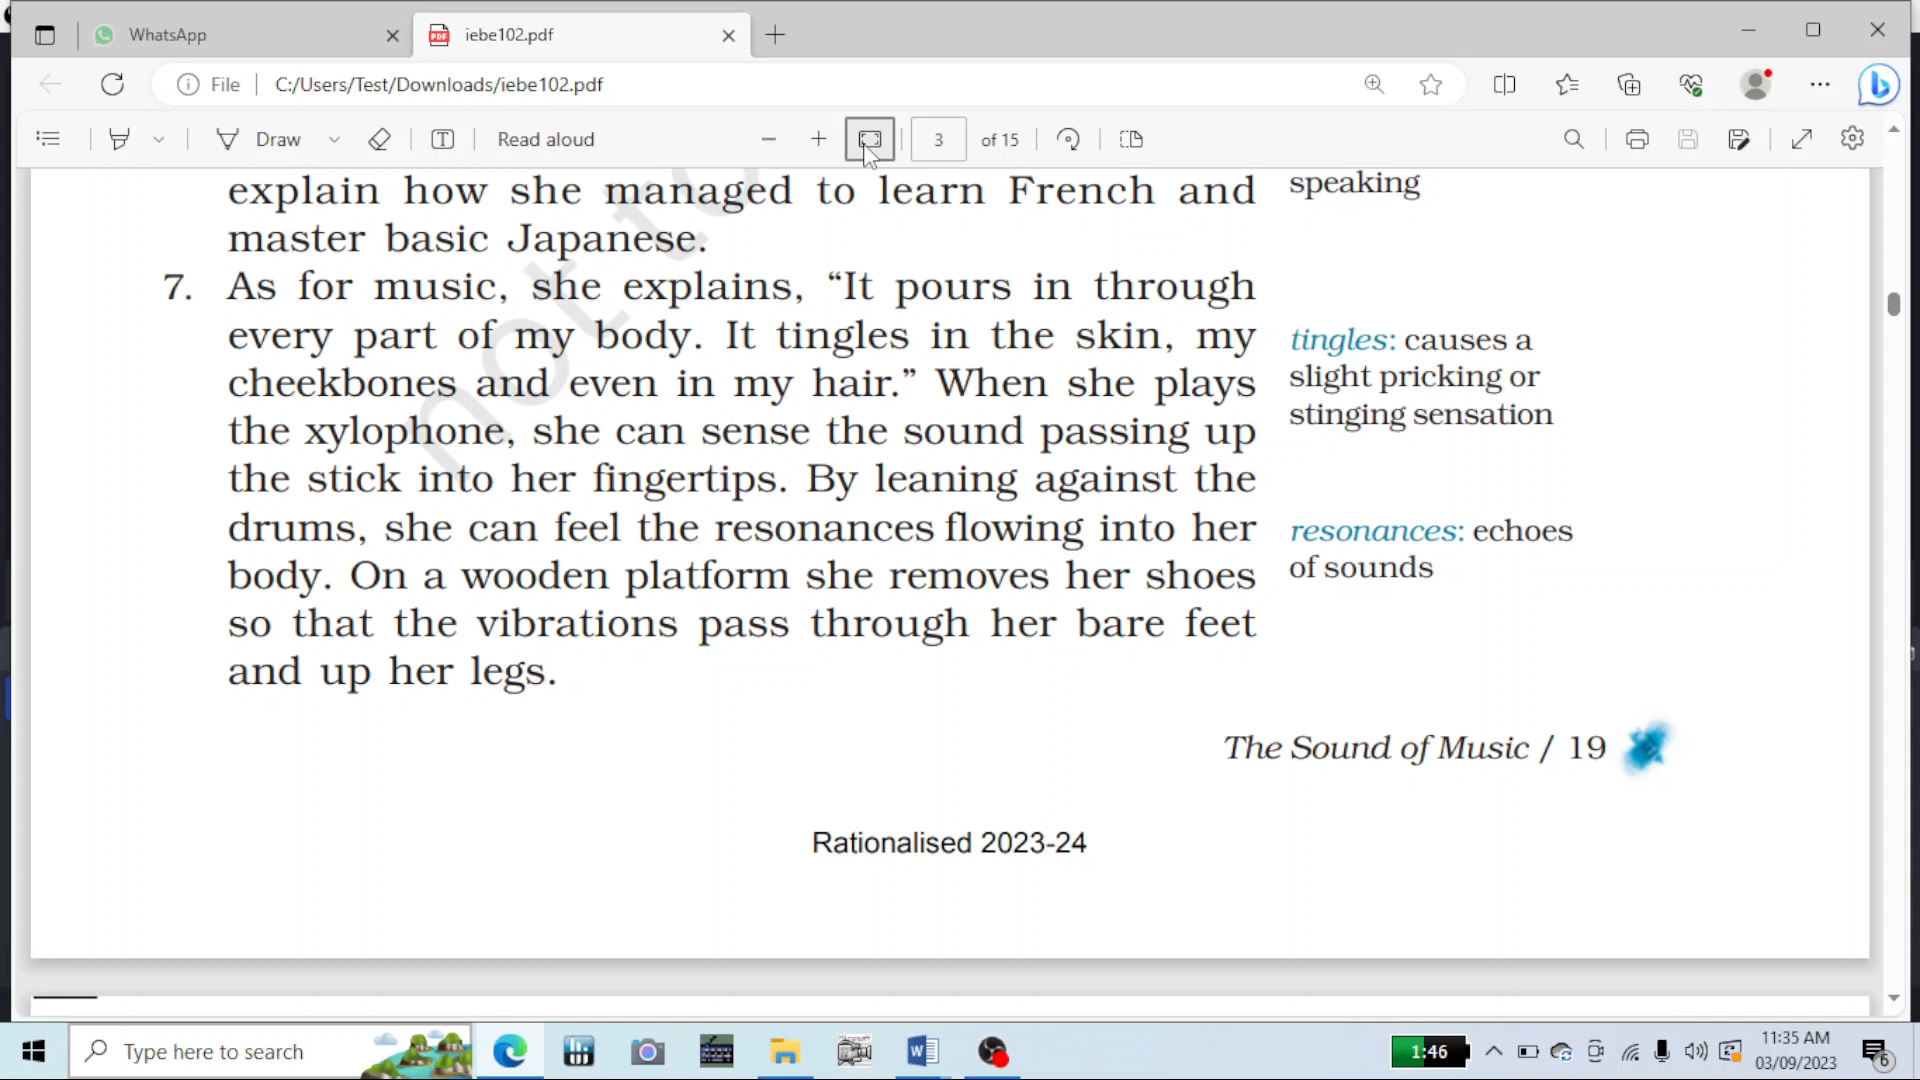 WhatsApp
iebe102.pdf
File
C:/Users/Test/Downloads/iebe102.pdf
Draw
Read aloud
3
of 15
explain how she managed to learn French and
master basic Japanese.
speaking
7. As for music, she explains, “It pours in through
every part of my body. It tingles in the skin, my
cheekbones and even in my hair.” When she plays
the xylophone, she can sense the sound passing up
the stick into her fingertips. By leaning against the
drums, she can feel the resonances flowing into her
body. On a wooden platform she removes her shoes
so that the vibrations pass through her bare feet
and up her legs.
tingles: causes a
slight pricking or
stinging sensation
resonances: echoes
of sounds
not to
The Sound of Music / 19
Rationalised 2023-24
Type here to search
1:46
11:35 AM
03/09/2023
6